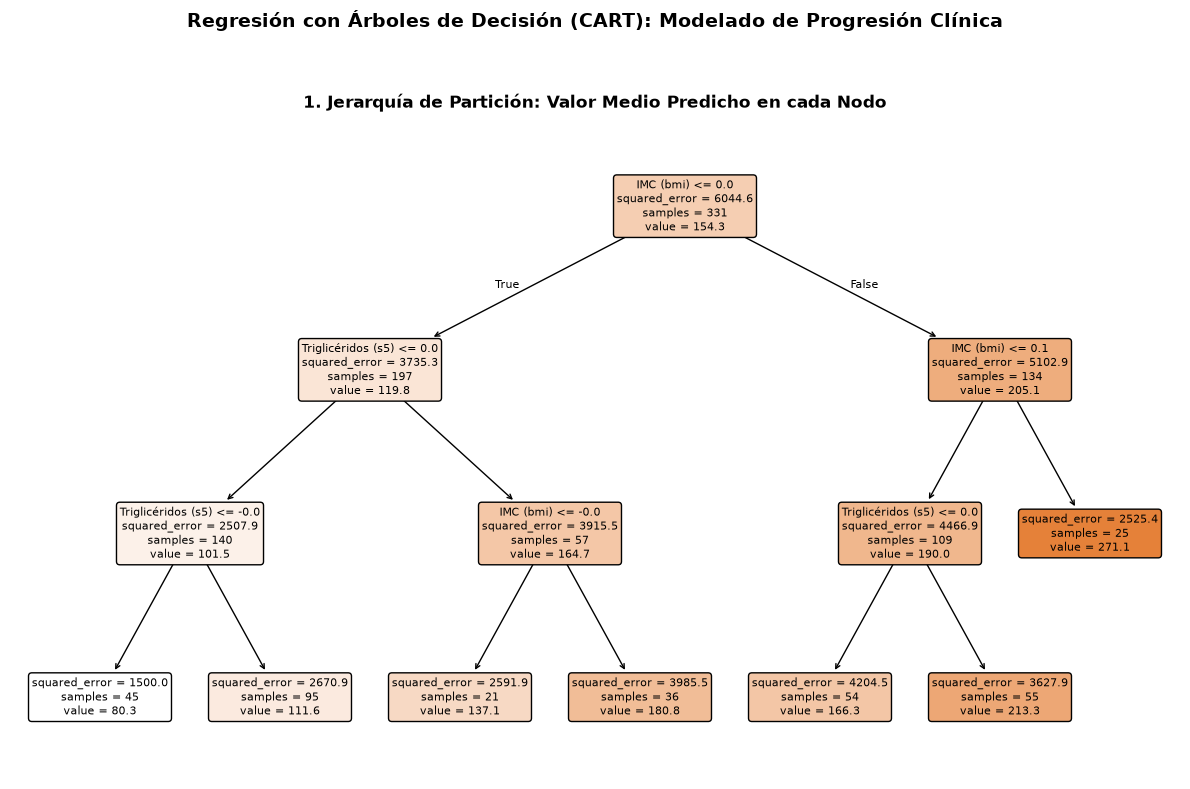 Regresión con Árboles de Decisión (CART): Modelado de Progresión Clínica
1. Jerarquía de Partición: Valor Medio Predicho en cada Nodo
IMC (bmi) <= 0.0
squared_error = 6044.6
samples = 331
value = 154.3
True
False
Triglicéridos (s5) <= 0.0
squared_error = 3735.3
samples = 197
value = 119.8
IMC (bmi) <= 0.1
squared_error = 5102.9
samples = 134
value = 205.1
Triglicéridos (s5) <= -0.0
squared_error = 2507.9
samples = 140
value = 101.5
IMC (bmi) <= -0.0
squared_error = 3915.5
samples = 57
value = 164.7
Triglicéridos (s5) <= 0.0
squared_error = 4466.9
samples = 109
value = 190.0
squared_error = 2525.4
samples = 25
value = 271.1
squared_error = 1500.0
samples = 45
value = 80.3
squared_error = 2670.9
samples = 95
value = 111.6
squared_error = 2591.9
samples = 21
value = 137.1
squared_error = 3985.5
samples = 36
value = 180.8
squared_error = 4204.5
samples = 54
value = 166.3
squared_error = 3627.9
samples = 55
value = 213.3